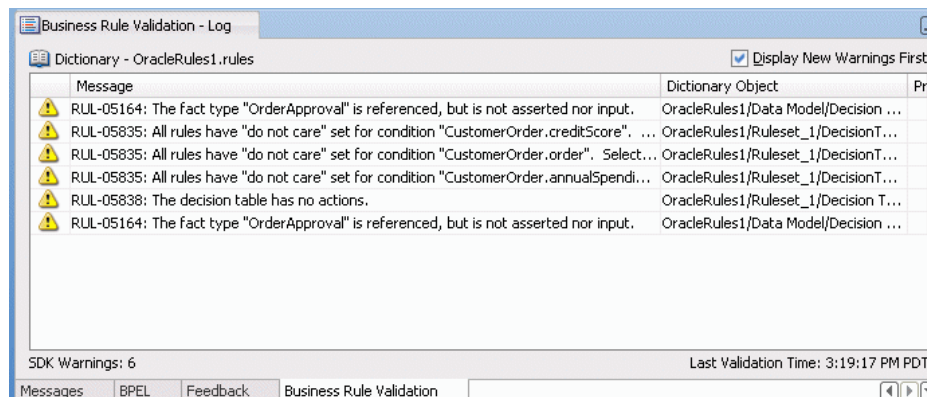 Business Rule Validation - Log
Dictionary - OracleRules1.rules Display New Warnings First
Message Dictionary Object Pr
RUL-05164: The fact type "OrderApproval" is referenced, but is not asserted nor input. OracleRules1/Data Model/Decision ...
RUL-05835: All rules have "do not care" set for condition "CustomerOrder.creditScore". ... OracleRules1/Ruleset_1/DecisionT...
RUL-05835: All rules have "do not care" set for condition "CustomerOrder.order". Select... OracleRules1/Ruleset_1/DecisionT...
RUL-05835: All rules have "do not care" set for condition "CustomerOrder.annualSpendi... OracleRules1/Ruleset_1/DecisionT...
RUL-05838: The decision table has no actions. OracleRules1/Ruleset_1/Decision T...
RUL-05164: The fact type "OrderApproval" is referenced, but is not asserted nor input. OracleRules1/Data Model/Decision ...
SDK Warnings: 6 Last Validation Time: 3:19:17 PM PDT
Messages BPEL Feedback Business Rule Validation